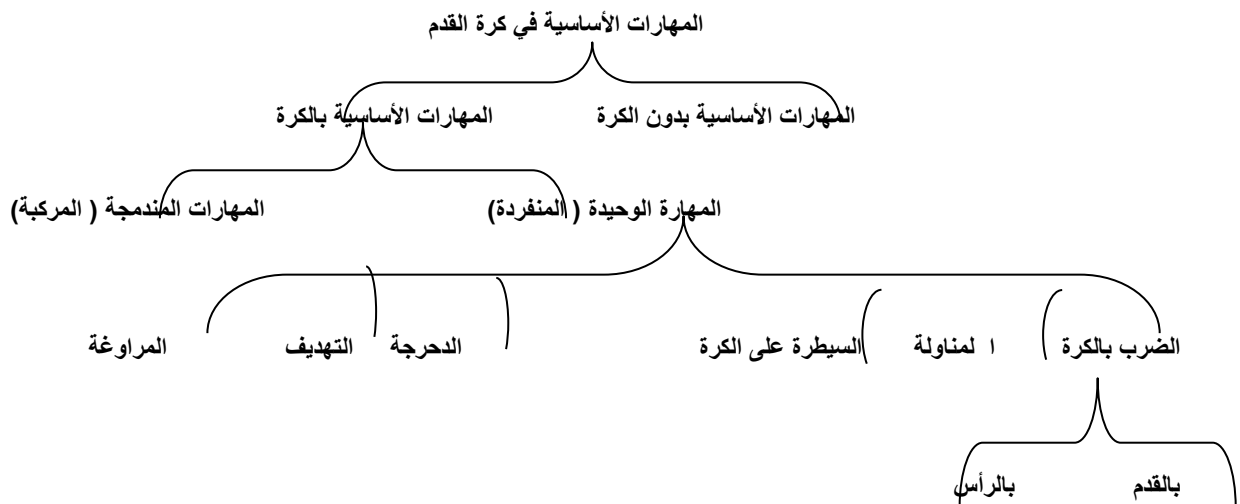 المهارات الأساسية في كرة القدم
المهارات الأساسية بدون الكرة المهارات الأساسية بالكرة
المهارة الوحيدة ( المنفردة) المهارات المندمجة ( المركبة)
الضرب بالكرة ا لمناولة السيطرة على الكرة الدحرجة التهديف المراوغة
بالقدم بالرأس